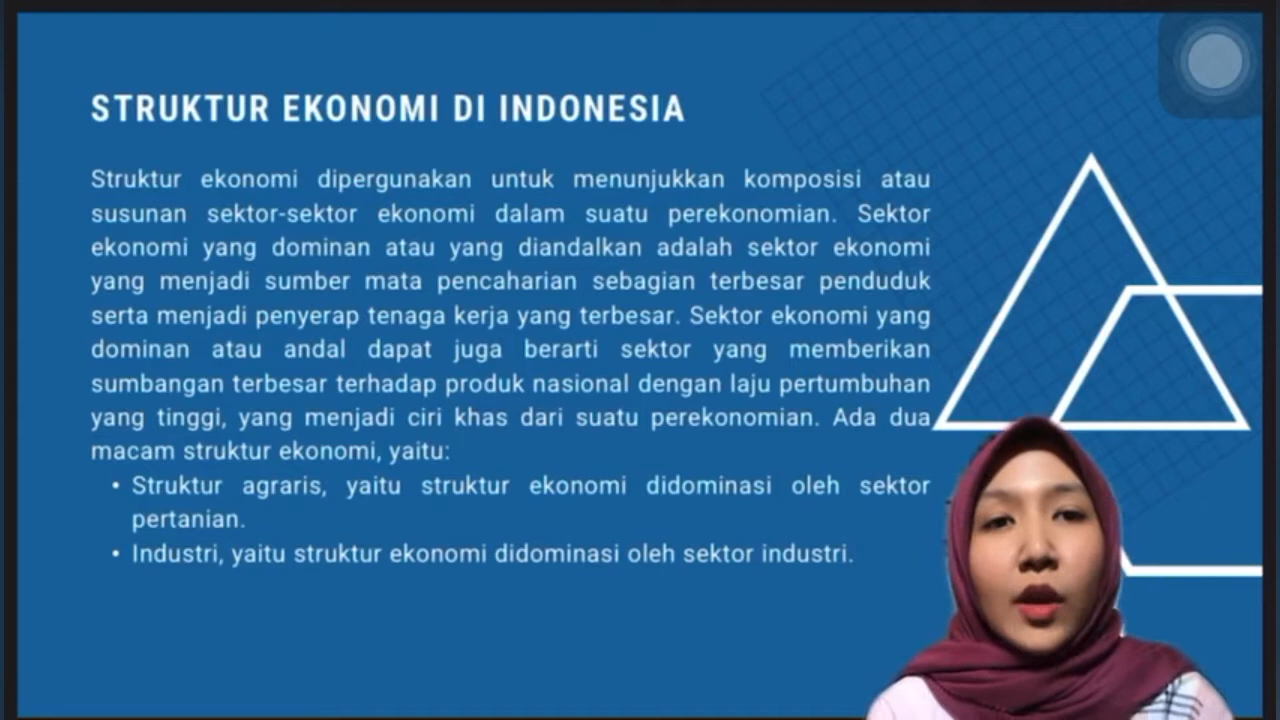 STRUKTUR EKONOMI DI INDONESIA
Struktur ekonomi dipergunakan untuk menunjukkan komposisi atau
susunan sektor-sektor ekonomi dalam suatu perekonomian. Sektor
ekonomi yang dominan atau yang diandalkan adalah sektor ekonomi
yang menjadi sumber mata pencaharian sebagian terbesar penduduk
serta menjadi penyerap tenaga kerja yang terbesar. Sektor ekonomi yang
dominan atau andal dapat juga berarti sektor yang memberikan
sumbangan terbesar terhadap produk nasional dengan laju pertumbuhan
yang tinggi, yang menjadi ciri khas dari suatu perekonomian. Ada dua
macam struktur ekonomi, yaitu:
• Struktur agraris, yaitu struktur ekonomi didominasi oleh sektor
pertanian.
• Industri, yaitu struktur ekonomi didominasi oleh sektor industri.